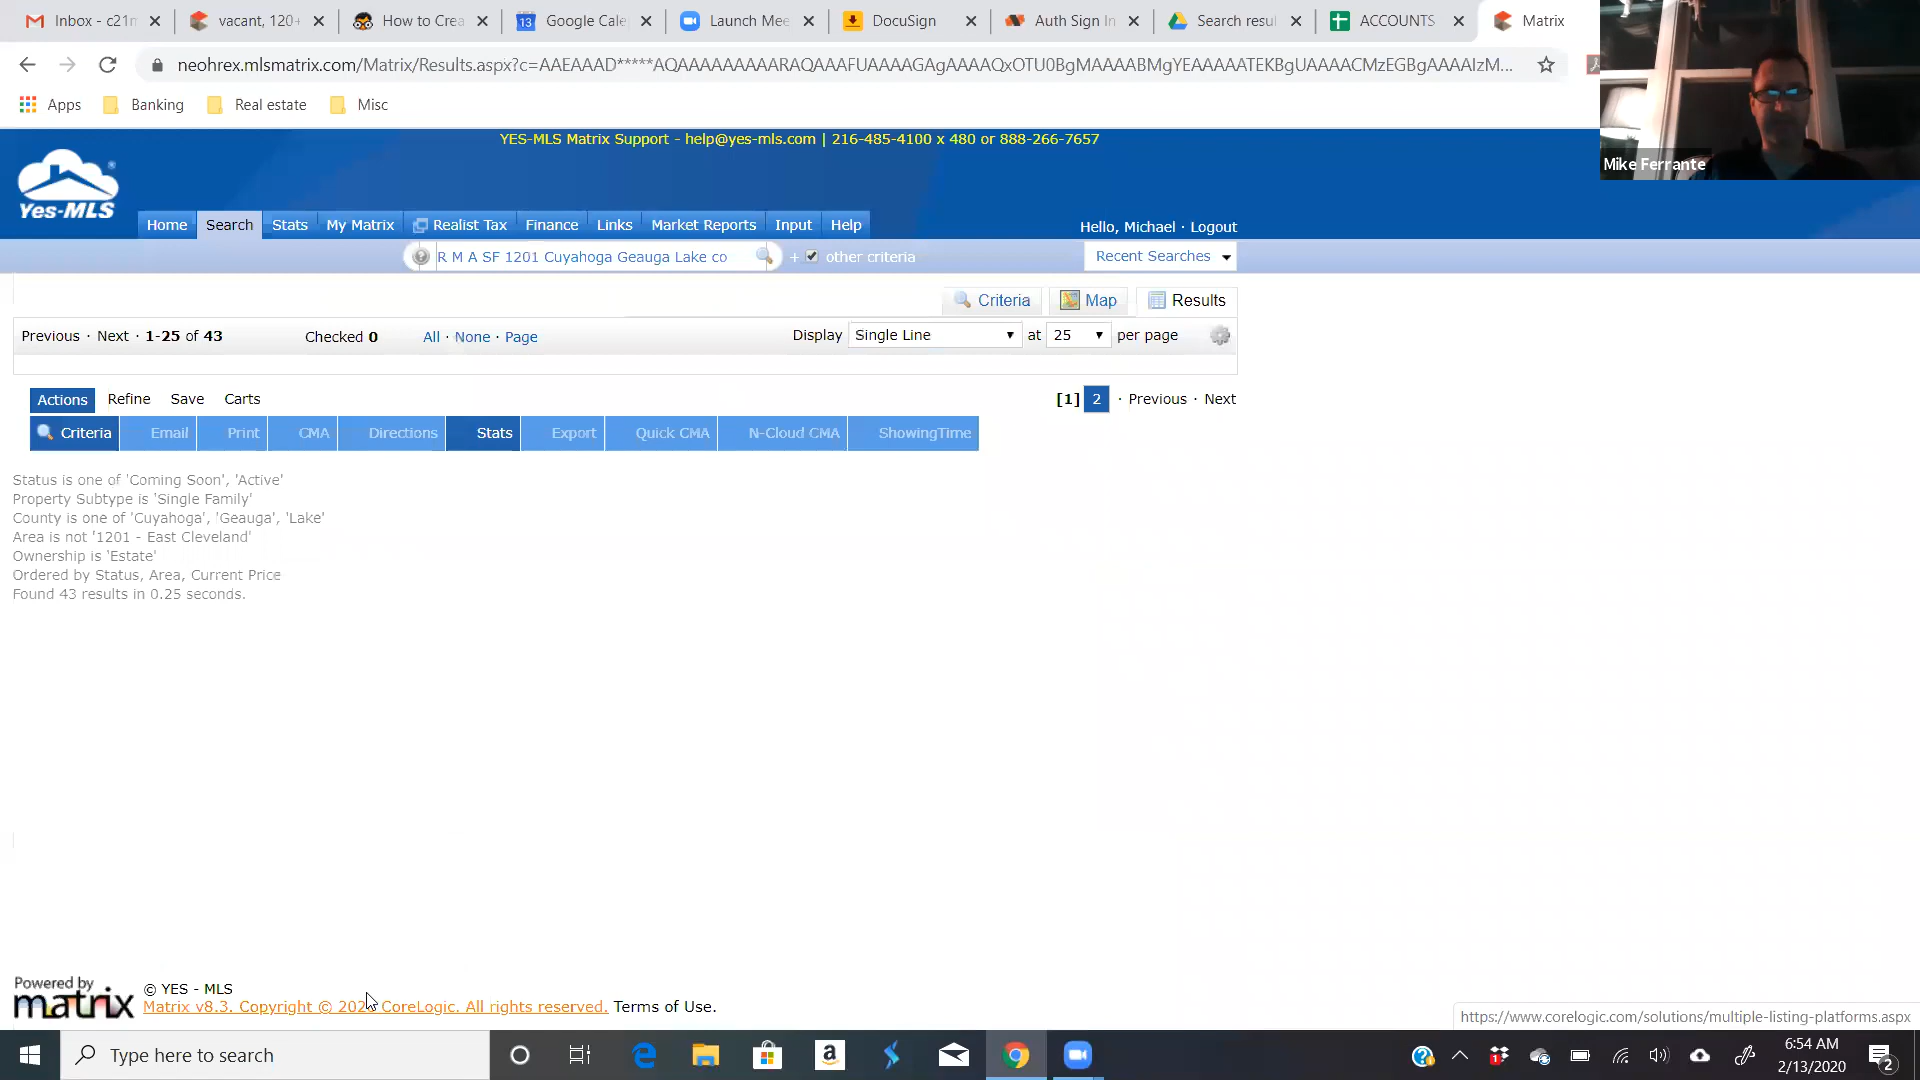 Inbox - c21m
vacant, 120+
How to Crea
13 Google Cale
Launch Mee
DocuSign
Auth Sign In
Search resul
ACCOUNTS
Matrix
neohrex.mlsmatrix.com/Matrix/Results.aspx?c=AAEAAAD*****AQAAAAAAAAARAQAAAFUAAAAGAgAAAAQxOTU0BgMAAAABMgYEAAAAATEKBgUAAAACMzEGBgAAAAIzM...
Apps Banking Real estate Misc
Mike Ferrante
YES-MLS Matrix Support - help@yes-mls.com | 216-485-4100 x 480 or 888-266-7657
Yes-MLS
Home Search Stats My Matrix Realist Tax Finance Links Market Reports Input Help
Hello, Michael · Logout
R M A SF 1201 Cuyahoga Geauga Lake co + other criteria
Recent Searches
Criteria Map Results
Previous · Next · 1-25 of 43 Checked 0 All · None · Page Display Single Line at 25 per page
Actions Refine Save Carts [1] 2 · Previous · Next
Criteria Email Print CMA Directions Stats Export Quick CMA N-Cloud CMA ShowingTime
Status is one of 'Coming Soon', 'Active'
Property Subtype is 'Single Family'
County is one of 'Cuyahoga', 'Geauga', 'Lake'
Area is not '1201 - East Cleveland'
Ownership is 'Estate'
Ordered by Status, Area, Current Price
Found 43 results in 0.25 seconds.
Powered by
matrix
© YES - MLS
Matrix v8.3. Copyright © CoreLogic. All rights reserved. Terms of Use.
https://www.corelogic.com/solutions/multiple-listing-platforms.aspx
Type here to search
6:54 AM
2/13/2020
2